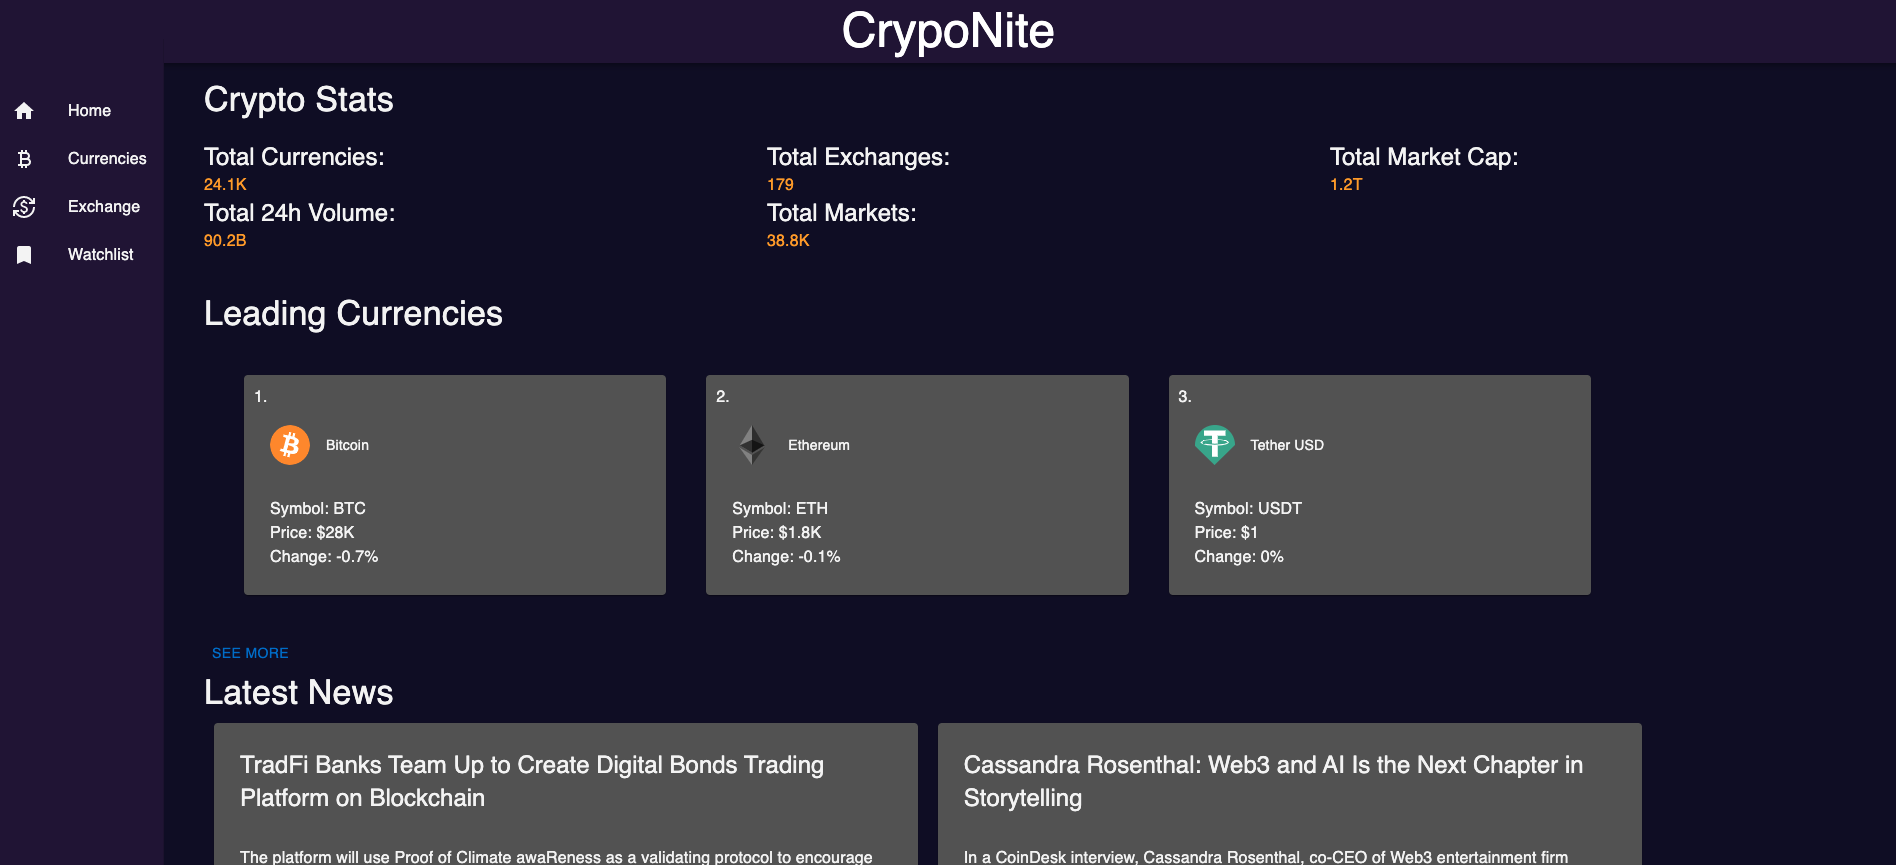 CrypoNite
Home
Currencies
Exchange
Watchlist
Crypto Stats
Total Currencies:
24.1K
Total Exchanges:
179
Total Market Cap:
1.2T
Total 24h Volume:
90.2B
Total Markets:
38.8K
Leading Currencies
1.
Bitcoin
Symbol: BTC
Price: $28K
Change: -0.7%
2.
Ethereum
Symbol: ETH
Price: $1.8K
Change: -0.1%
3.
Tether USD
Symbol: USDT
Price: $1
Change: 0%
SEE MORE
Latest News
TradFi Banks Team Up to Create Digital Bonds Trading
Platform on Blockchain
The platform will use Proof of Climate awaReness as a validating protocol to encourage
Cassandra Rosenthal: Web3 and AI Is the Next Chapter in
Storytelling
In a CoinDesk interview, Cassandra Rosenthal, co-CEO of Web3 entertainment firm